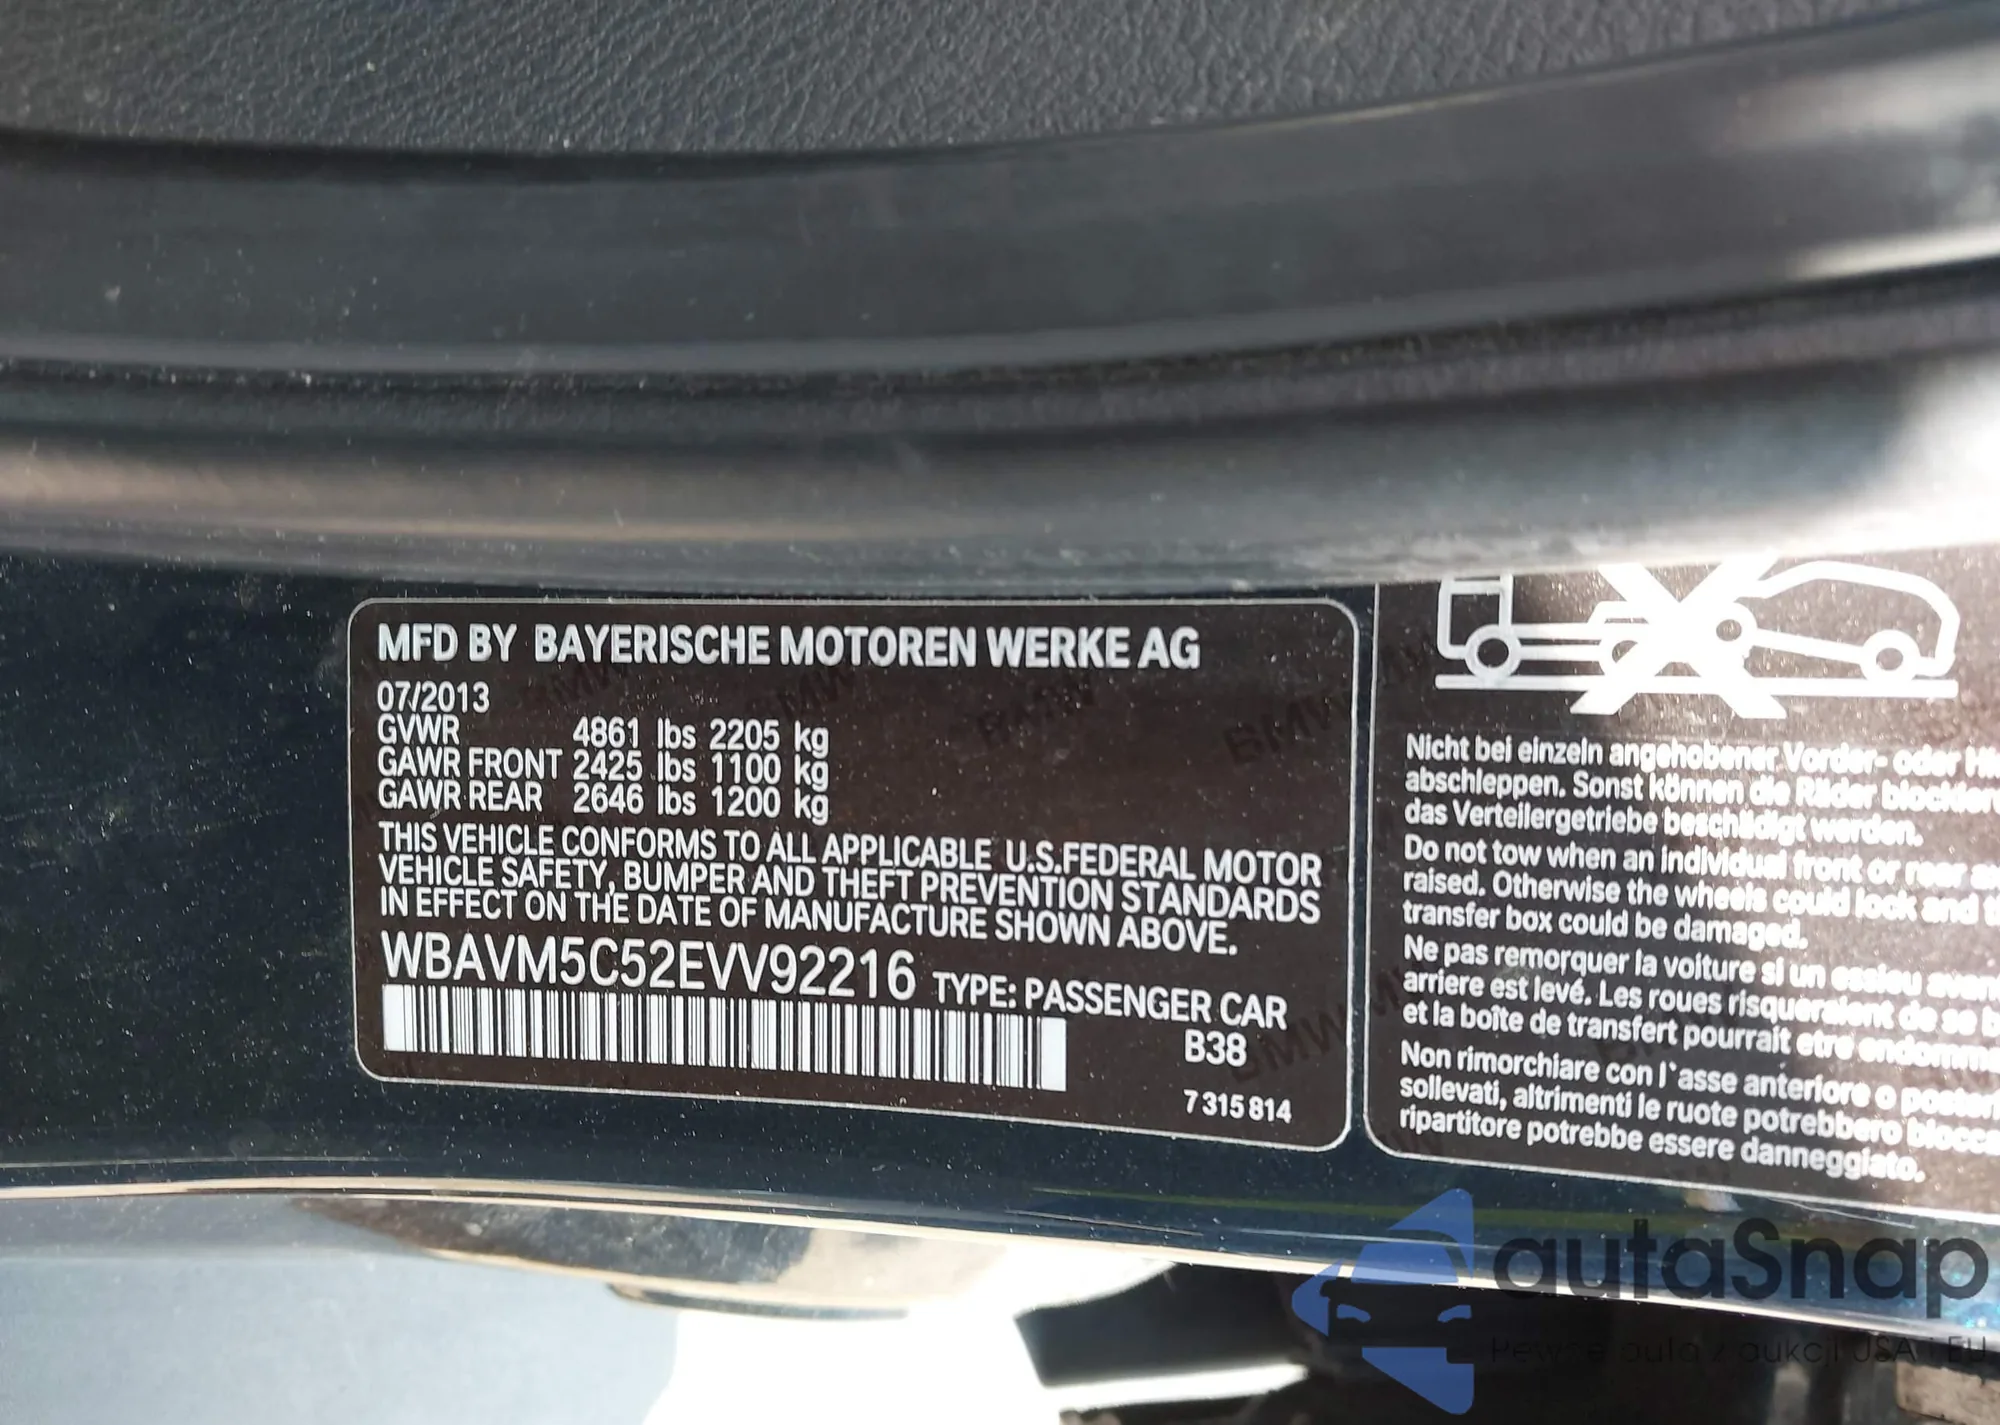 MFD BY BAYERISCHE MOTOREN WERKE AG
07/2013
GVWR 4861 lbs 2205 kg
GAWR FRONT 2425 lbs 1100 kg
GAWR REAR 2646 lbs 1200 kg
THIS VEHICLE CONFORMS TO ALL APPLICABLE U.S.FEDERAL MOTOR
VEHICLE SAFETY, BUMPER AND THEFT PREVENTION STANDARDS
IN EFFECT ON THE DATE OF MANUFACTURE SHOWN ABOVE.
WBAVM5C52EVV92216 TYPE: PASSENGER CAR
B38
7 315 814
Nicht bei einzeln angehobener Vorder- oder
abschleppen. Sonst können die Räder
das Verteilergetriebe beschädigt werden.
Do not tow when an individual front or rear
raised. Otherwise the wheels could lock and
transfer box could be damaged.
Ne pas remorquer la voiture si un essieu
arriere est levé. Les roues risqueraient de se
et la boîte de transfert pourrait etre
Non rimorchiare con l`asse anteriore o
sollevati, altrimenti le ruote potrebbero
ripartitore potrebbe essere danneggiato.
autaSnap
Pewne auta z aukcji USA i EU